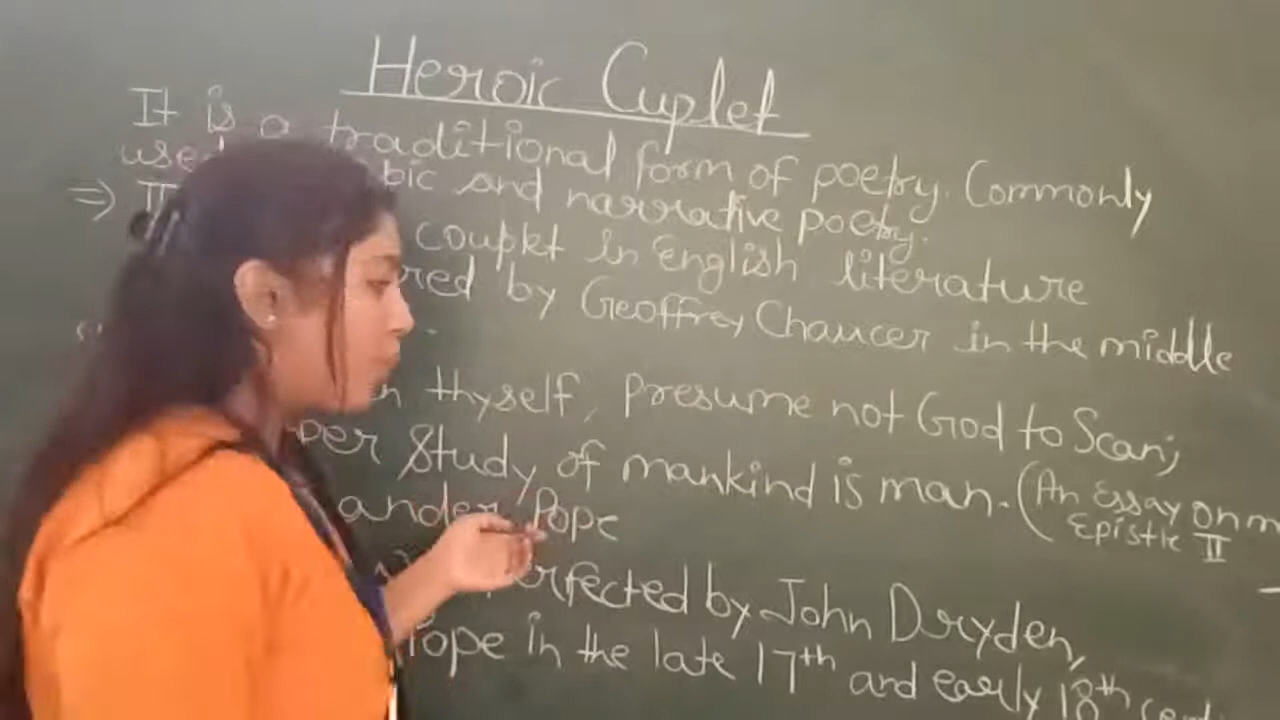 Heroic Cuplet
It is a traditional form of poetry. Commonly
used bic and narrative poetry.
⇒ couplet in English literature
red by Geoffrey Chaucer in the middle
n thyself, Presume not God to Scan;
per Study of mankind is man. (An Essay on m
Epistle II
ander Pope
erfected by John Dryden,
Pope in the late 17th and early 18th cent